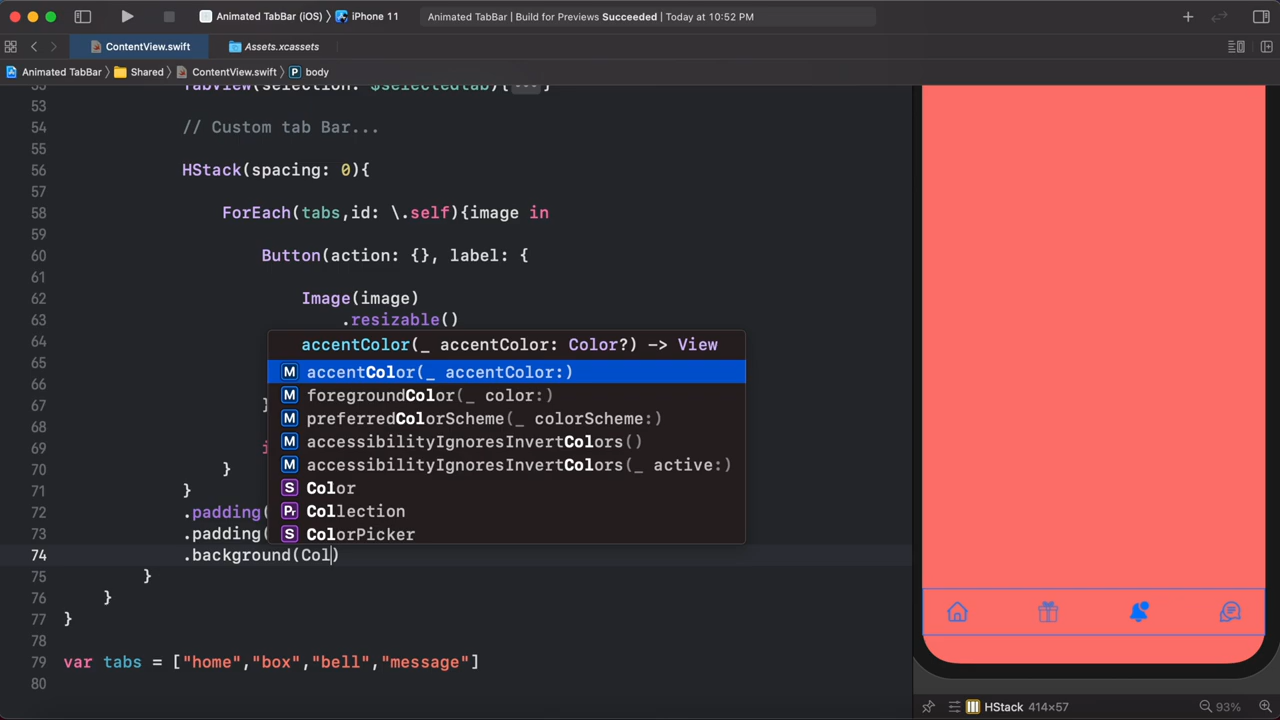 Animated TabBar (iOS) 〉 iPhone 11
Animated TabBar | Build for Previews Succeeded | Today at 10:52 PM
ContentView.swift
Assets.xcassets
Animated TabBar 〉 Shared 〉 ContentView.swift 〉 P body
TabView(selection: $selectedtab){ ... }
53
54 // Custom tab Bar...
55
56 HStack(spacing: 0){
57
58 ForEach(tabs,id: \.self){image in
59
60 Button(action: {}, label: {
61
62 Image(image)
63 .resizable()
64
65
66
67 }
68
69
70 }
71 }
72 .padding(
73 .padding(
74 .background(Col)
75 }
76 }
77 }
78
79 var tabs = ["home","box","bell","message"]
80
accentColor(_ accentColor: Color?) -> View
M accentColor(_ accentColor:)
M foregroundColor(_ color:)
M preferredColorScheme(_ colorScheme:)
M accessibilityIgnoresInvertColors()
M accessibilityIgnoresInvertColors(_ active:)
S Color
Pr Collection
S ColorPicker
HStack 414×57
93%